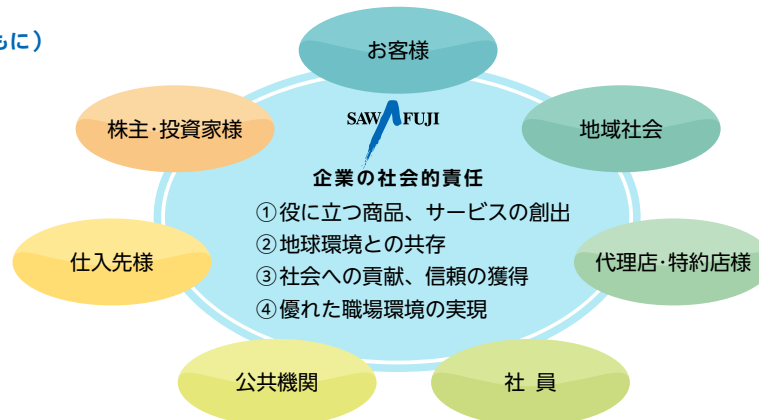 もに）
お客様
株主・投資家様
地域社会
SAWAFUJI
企業の社会的責任
①役に立つ商品、サービスの創出
②地球環境との共存
③社会への貢献、信頼の獲得
④優れた職場環境の実現
仕入先様
代理店・特約店様
公共機関
社 員